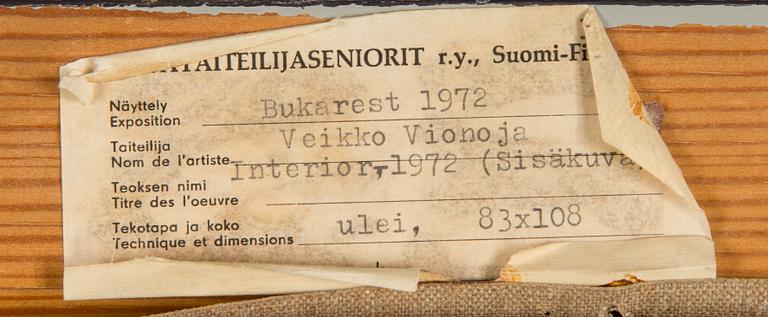 TAITEILIJASENIORIT r.y., Suomi-Fi
Näyttely Bukarest 1972
Exposition
Taiteilija Veikko Vionoja
Nom de l'artiste
Interior,1972 (Sisäkuva
Teoksen nimi
Titre des l'oeuvre
Tekotapa ja koko ulei, 83x108
Technique et dimensions